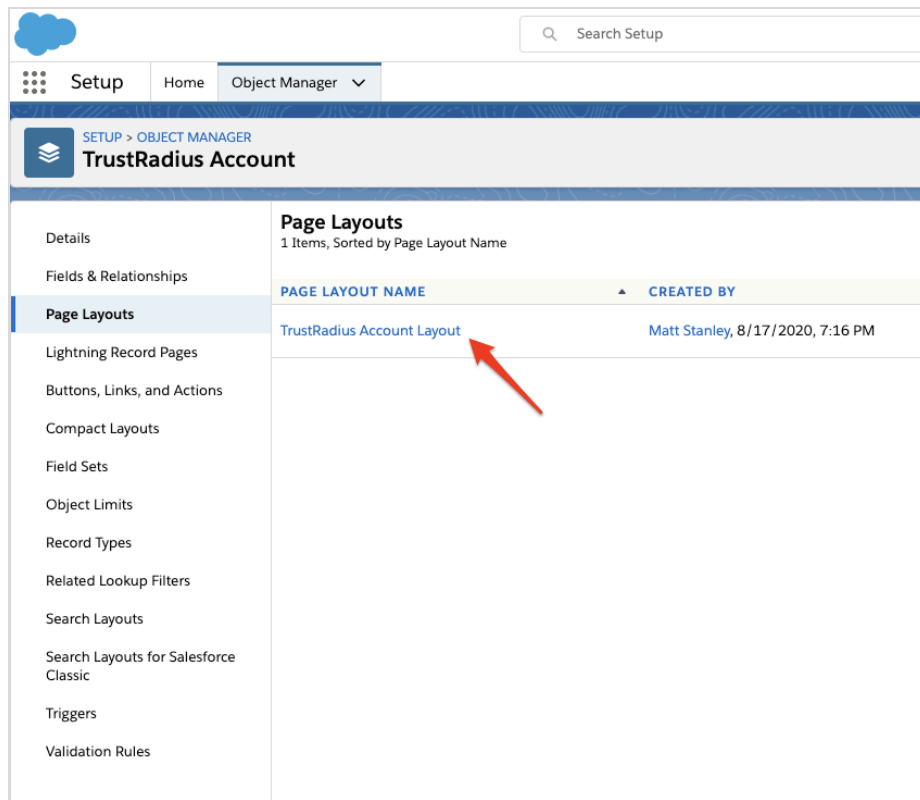 Search Setup
Setup
Home
Object Manager
SETUP > OBJECT MANAGER
TrustRadius Account
Details
Fields & Relationships
Page Layouts
Lightning Record Pages
Buttons, Links, and Actions
Compact Layouts
Field Sets
Object Limits
Record Types
Related Lookup Filters
Search Layouts
Search Layouts for Salesforce
Classic
Triggers
Validation Rules
Page Layouts
1 Items, Sorted by Page Layout Name
PAGE LAYOUT NAME
CREATED BY
TrustRadius Account Layout
Matt Stanley, 8/17/2020, 7:16 PM